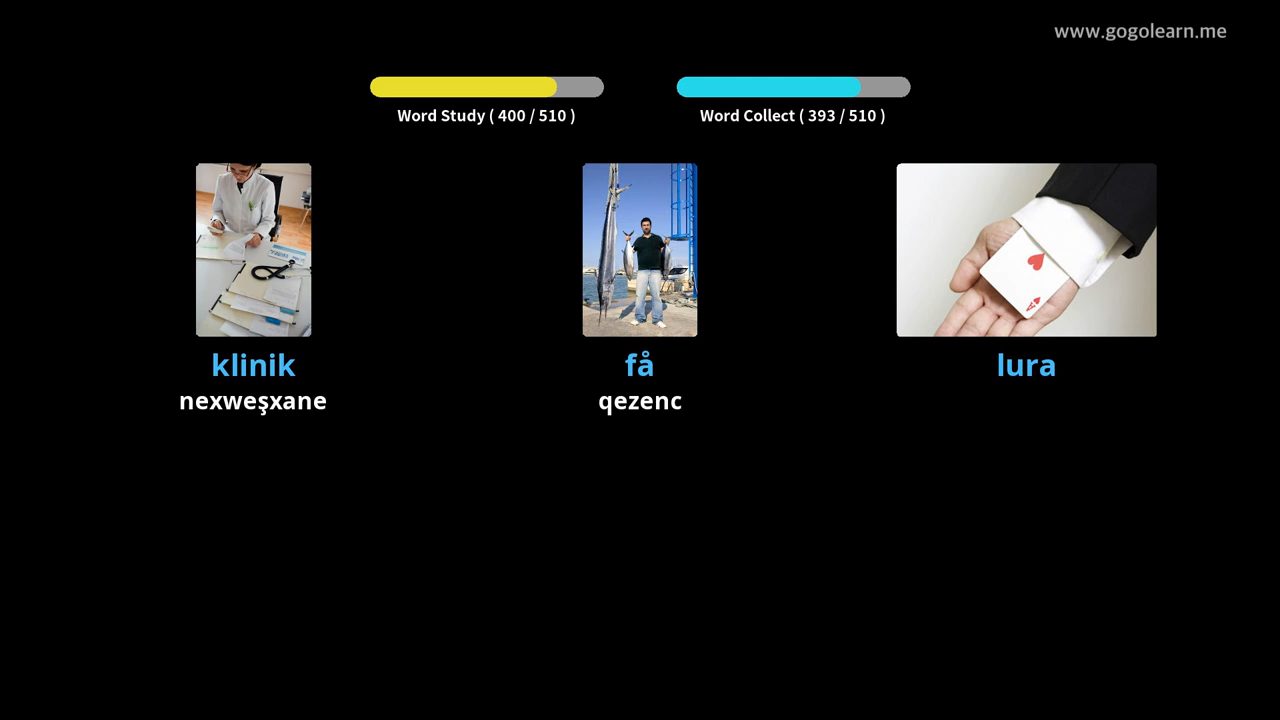 www.gogolearn.me
Word Study ( 400 / 510 )
Word Collect ( 393 / 510 )
klinik
nexweşxane
få
qezenc
lura